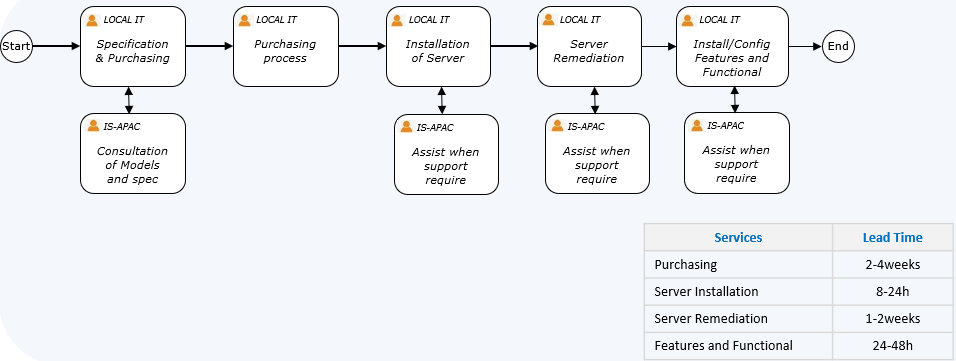 Start
LOCAL IT
Specification
& Purchasing
LOCAL IT
Purchasing
process
LOCAL IT
Installation
of Server
LOCAL IT
Server
Remediation
LOCAL IT
Install/Config
Features and
Functional
End
IS-APAC
Consultation
of Models
and spec
IS-APAC
Assist when
support
require
IS-APAC
Assist when
support
require
IS-APAC
Assist when
support
require
Services Lead Time
Purchasing 2-4weeks
Server Installation 8-24h
Server Remediation 1-2weeks
Features and Functional 24-48h